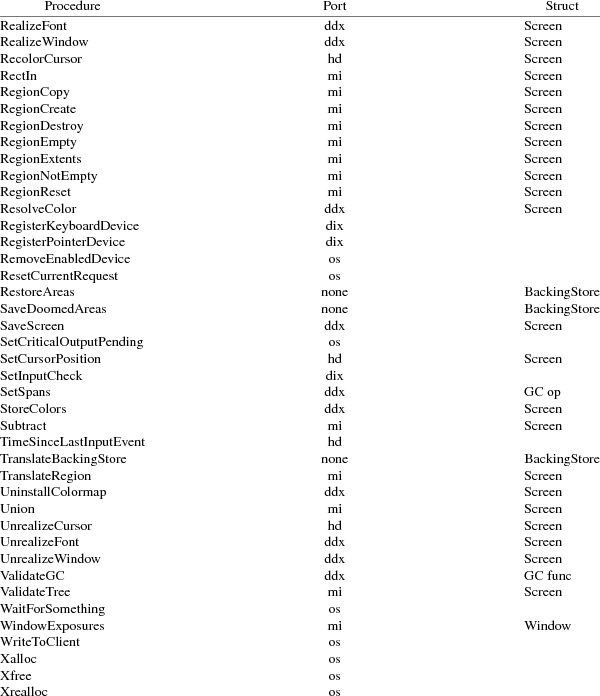 Procedure Port Struct
RealizeFont ddx Screen
RealizeWindow ddx Screen
RecolorCursor hd Screen
RectIn mi Screen
RegionCopy mi Screen
RegionCreate mi Screen
RegionDestroy mi Screen
RegionEmpty mi Screen
RegionExtents mi Screen
RegionNotEmpty mi Screen
RegionReset mi Screen
ResolveColor ddx Screen
RegisterKeyboardDevice dix
RegisterPointerDevice dix
RemoveEnabledDevice os
ResetCurrentRequest os
RestoreAreas none BackingStore
SaveDoomedAreas none BackingStore
SaveScreen ddx Screen
SetCriticalOutputPending os
SetCursorPosition hd Screen
SetInputCheck dix
SetSpans ddx GC op
StoreColors ddx Screen
Subtract mi Screen
TimeSinceLastInputEvent hd
TranslateBackingStore none BackingStore
TranslateRegion mi Screen
UninstallColormap ddx Screen
Union mi Screen
UnrealizeCursor hd Screen
UnrealizeFont ddx Screen
UnrealizeWindow ddx Screen
ValidateGC ddx GC func
ValidateTree mi Screen
WaitForSomething os
WindowExposures mi Window
WriteToClient os
Xalloc os
Xfree os
Xrealloc os